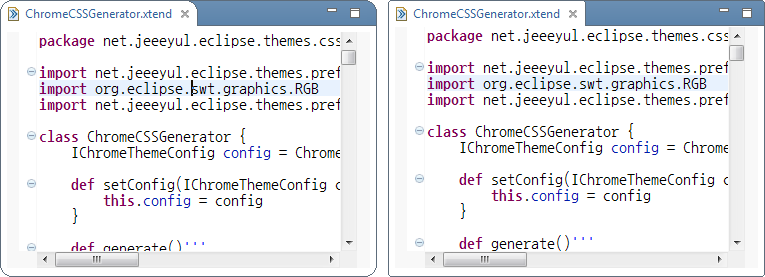 ChromeCSSGenerator.xtend
package net.jeeeyul.eclipse.themes.css
import net.jeeeyul.eclipse.themes.pref
import org.eclipse.swt.graphics.RGB
import net.jeeeyul.eclipse.themes.pref
class ChromeCSSGenerator {
IChromeThemeConfig config = Chrome
def setConfig(IChromeThemeConfig c
this.config = config
}
def generate()'''
ChromeCSSGenerator.xtend
package net.jeeeyul.eclipse.themes.css
import net.jeeeyul.eclipse.themes.pref
import org.eclipse.swt.graphics.RGB
import net.jeeeyul.eclipse.themes.pref
class ChromeCSSGenerator {
IChromeThemeConfig config = Chrom
def setConfig(IChromeThemeConfig c
this.config = config
}
def generate()'''